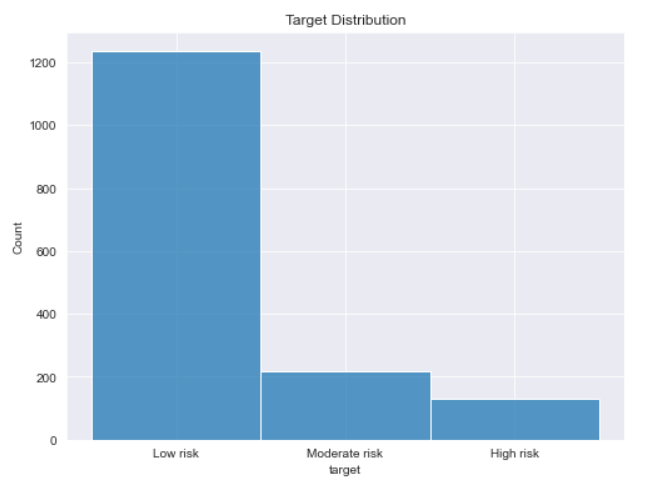 Target Distribution
1200
1000
800
600
400
200
0
Count
Low risk
Moderate risk
High risk
target